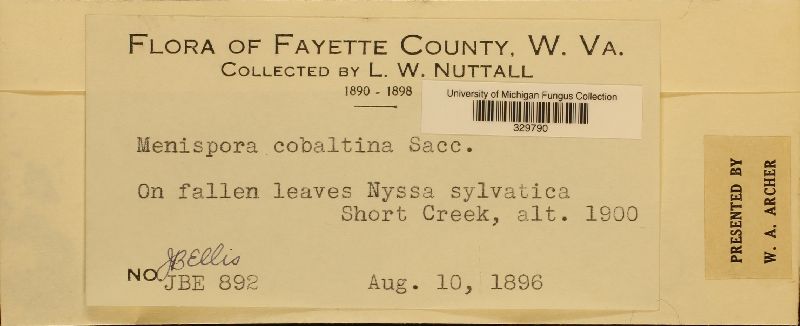 FLORA OF FAYETTE COUNTY, W. VA.
COLLECTED BY L. W. NUTTALL
1890 - 1898
University of Michigan Fungus Collection
329790
Menispora cobaltina Sacc.
On fallen leaves Nyssa sylvatica
Short Creek, alt. 1900
JBEllis
NO. JBE 892
Aug. 10, 1896
PRESENTED BY
W. A. ARCHER